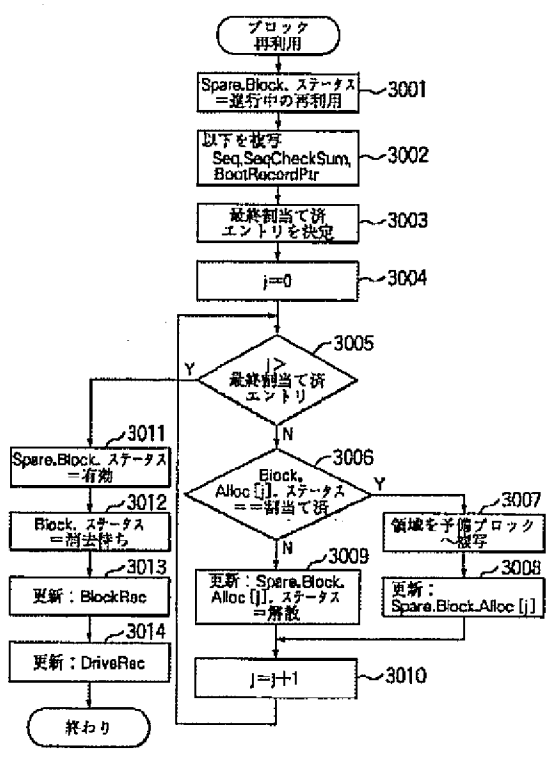 ブロック
再利用
Spare.Block. ステータス
=進行中の再利用
3001
以下を複写
Seq,SeqCheckSum,
BootRecordPtr
3002
最終割当て済
エントリを決定
3003
j=0
3004
j>
最終割当て済
エントリ
3005
Y
N
Spare.Block. ステータス
=有効
3011
Block. ステータス
=消去待ち
3012
更新：BlockRec
3013
更新：DriveRec
3014
終わり
Block.
Alloc [j]. ステータス
==割当て済
3006
Y
N
領域を予備ブロック
へ複写
3007
更新：
Spare.Block.Alloc [j]
3008
更新：Spare.Block.
Alloc [j]. ステータス
=解放
3009
j=j+1
3010